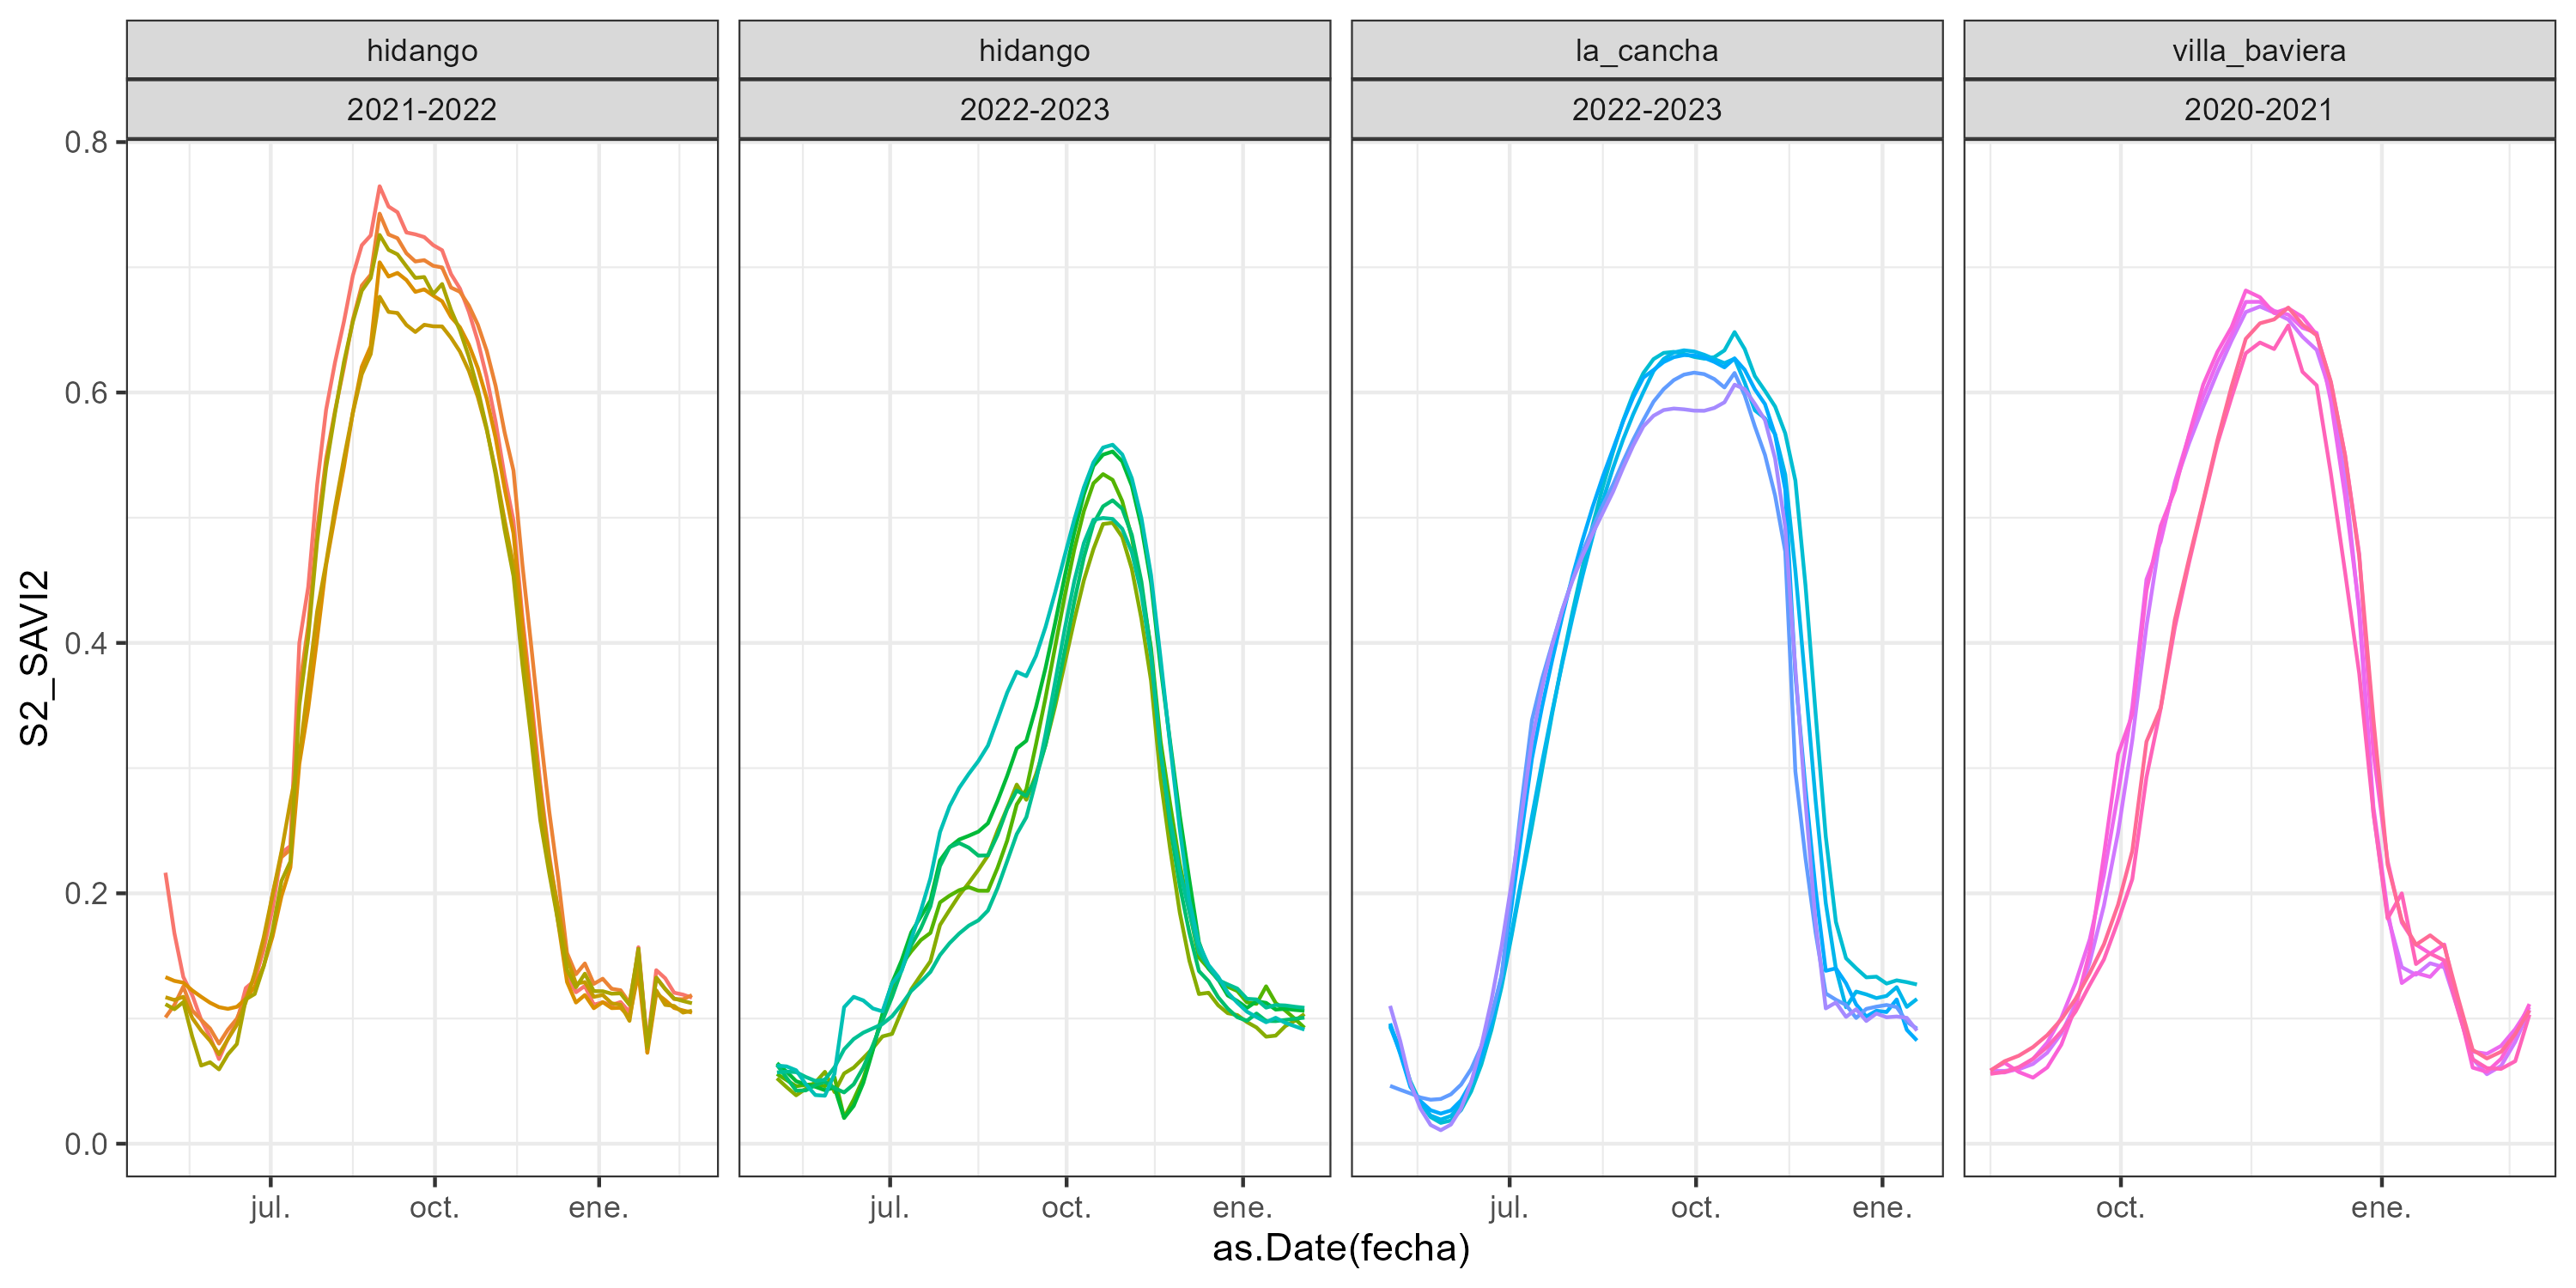 hidango hidango la_cancha villa_baviera
2021-2022 2022-2023 2022-2023 2020-2021
0.8
0.6
0.4
0.2
0.0
S2_SAVI2
jul. oct. ene. jul. oct. ene. jul. oct. ene. oct. ene.
as.Date(fecha)